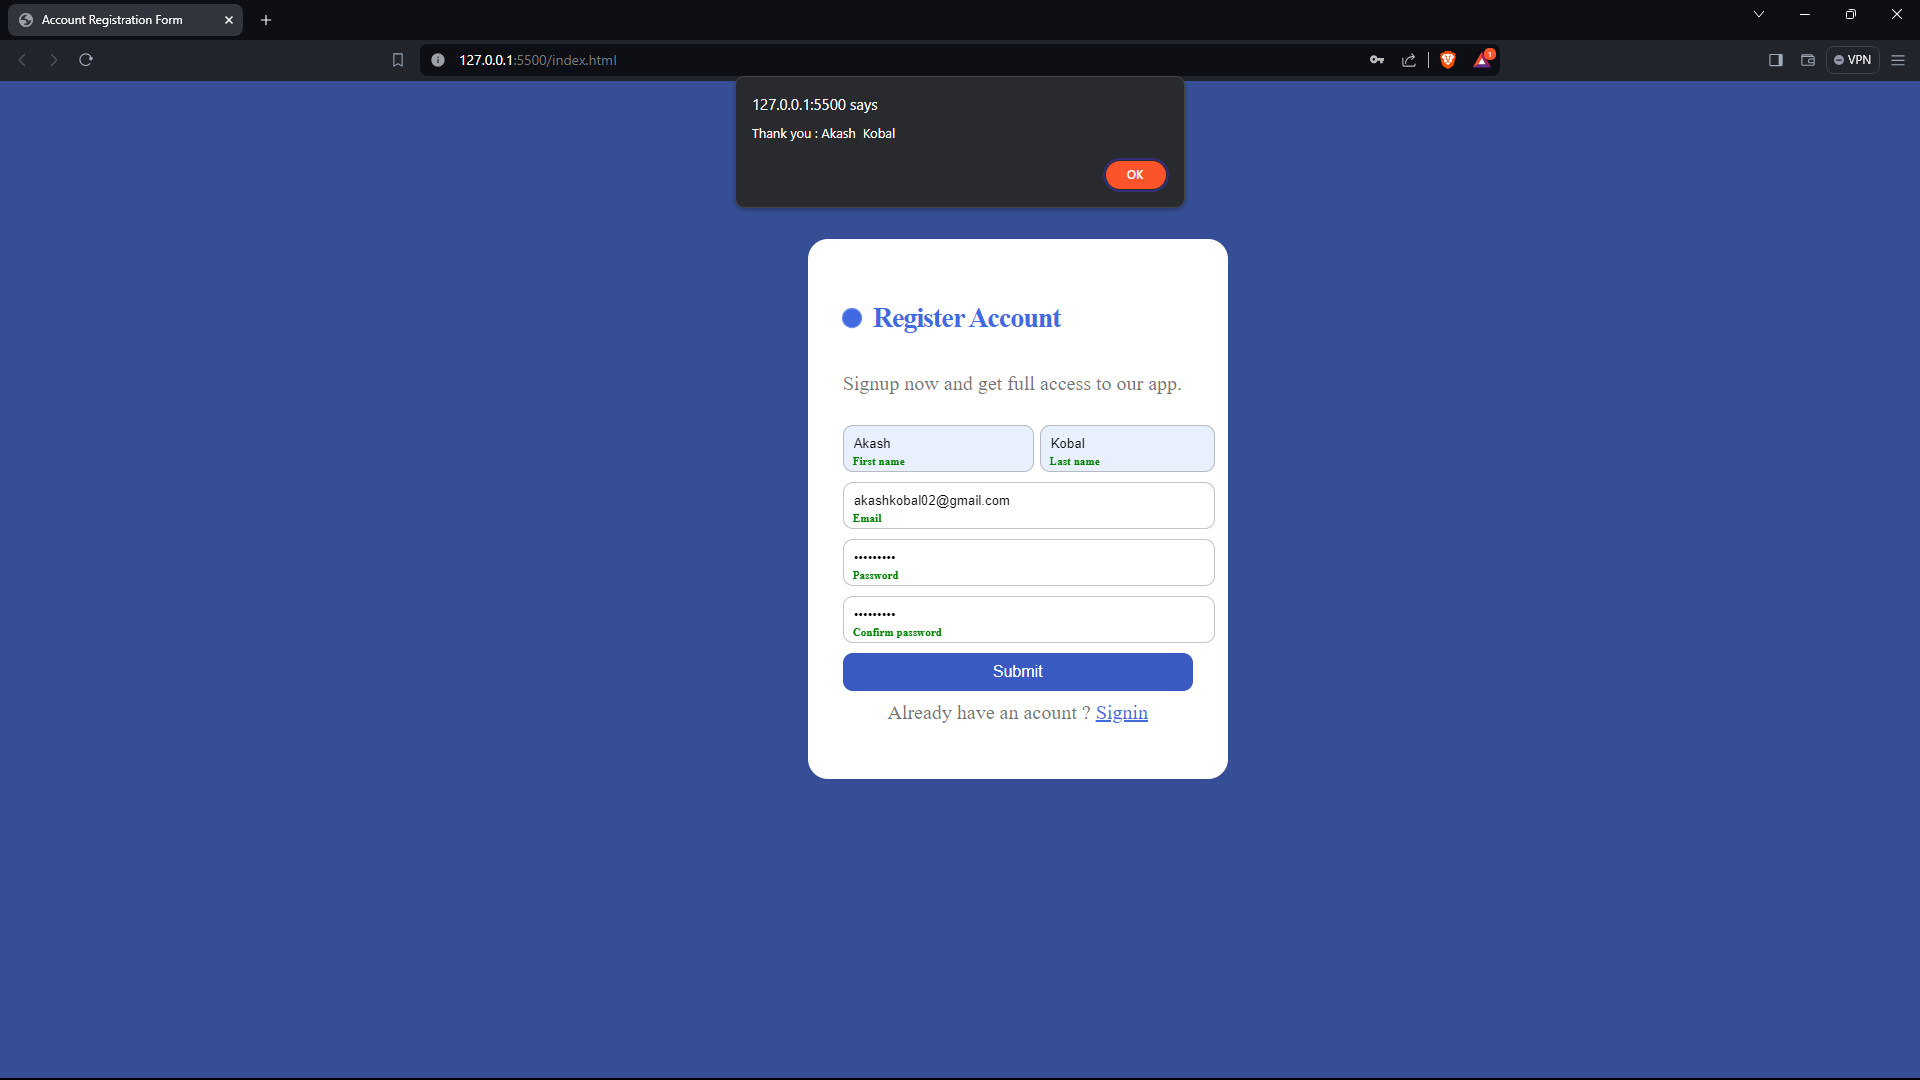 Account Registration Form
127.0.0.1:5500/index.html
1
VPN
127.0.0.1:5500 says
Thank you : Akash  Kobal
OK
Register Account
Signup now and get full access to our app.
Akash Kobal
First name Last name
akashkobal02@gmail.com
Email
•••••••••
Password
•••••••••
Confirm password
Submit
Already have an acount ? Signin